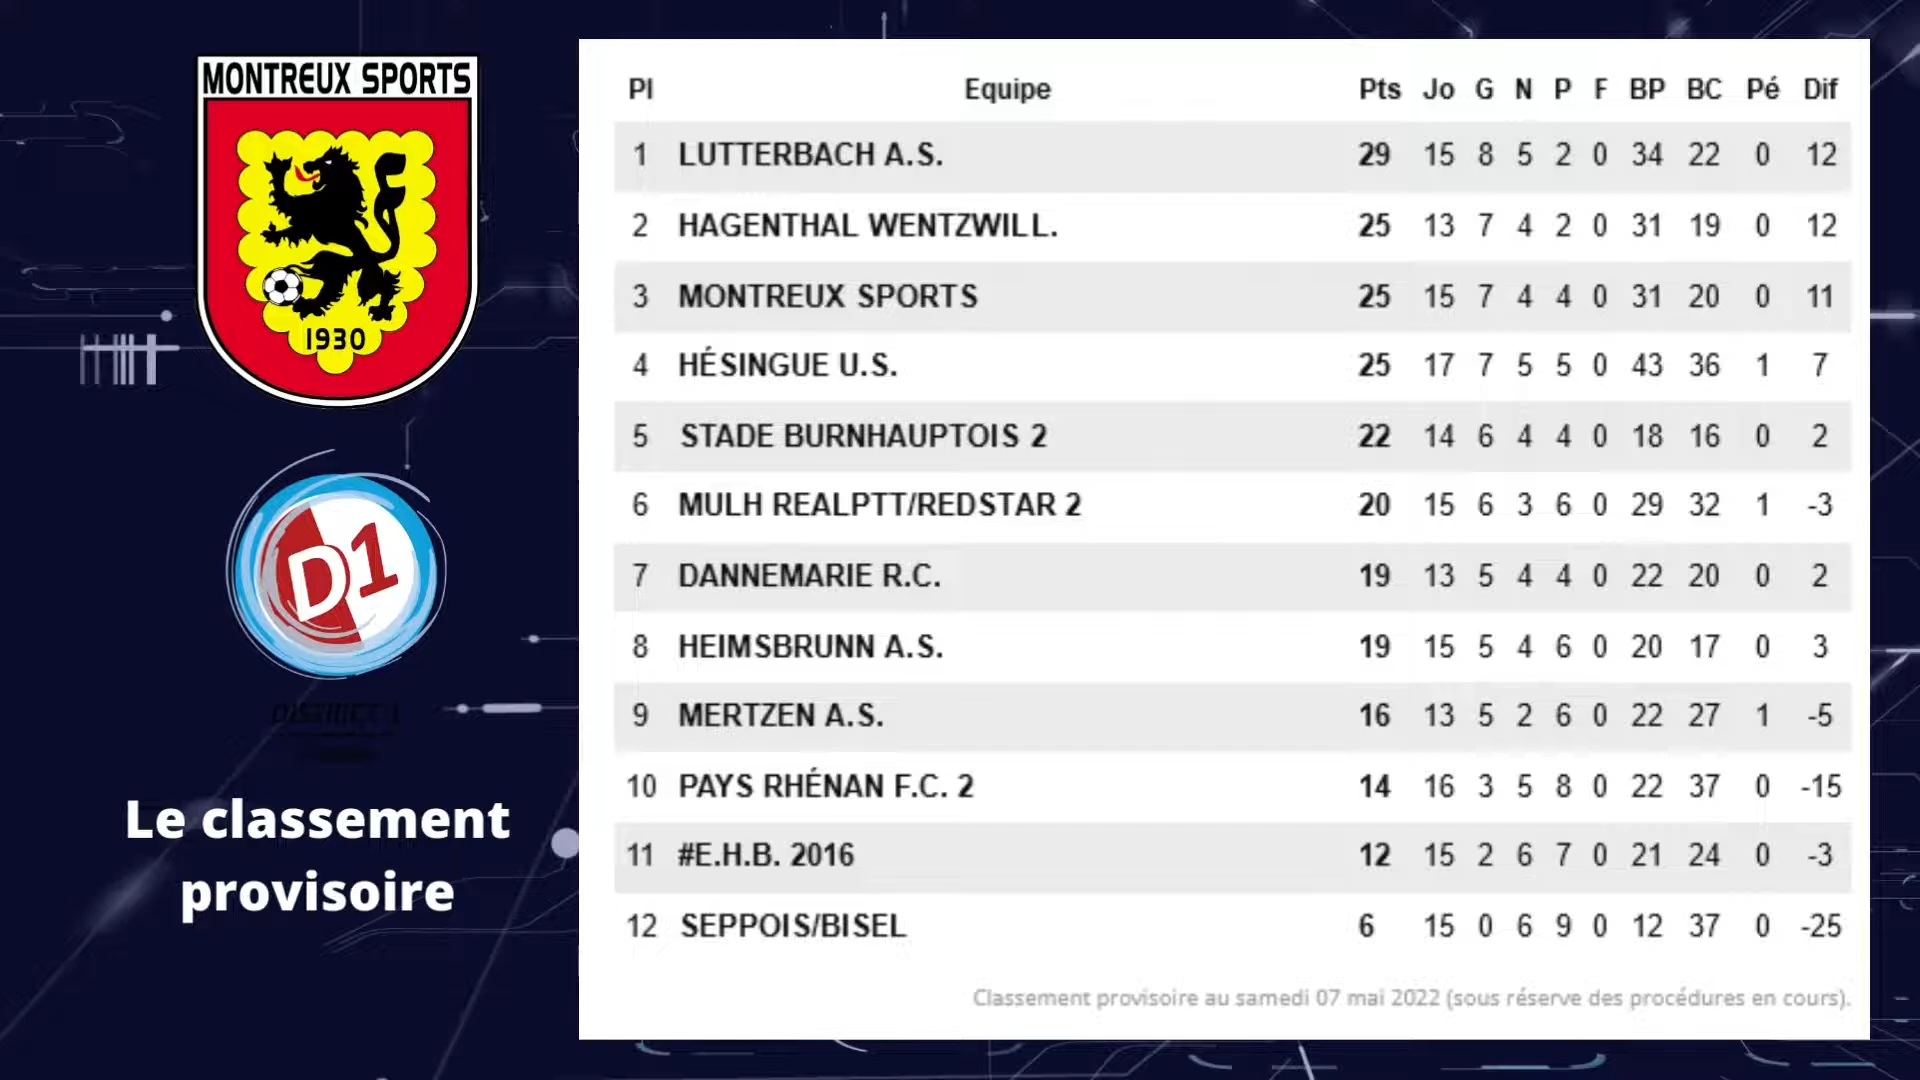 MONTREUX SPORTS
1930
D1
Le classement
provisoire
Pl Equipe Pts Jo G N P F BP BC Pé Dif
1 LUTTERBACH A.S. 29 15 8 5 2 0 34 22 0 12
2 HAGENTHAL WENTZWILL. 25 13 7 4 2 0 31 19 0 12
3 MONTREUX SPORTS 25 15 7 4 4 0 31 20 0 11
4 HÉSINGUE U.S. 25 17 7 5 5 0 43 36 1 7
5 STADE BURNHAUPTOIS 2 22 14 6 4 4 0 18 16 0 2
6 MULH REALPTT/REDSTAR 2 20 15 6 3 6 0 29 32 1 -3
7 DANNEMARIE R.C. 19 13 5 4 4 0 22 20 0 2
8 HEIMSBRUNN A.S. 19 15 5 4 6 0 20 17 0 3
9 MERTZEN A.S. 16 13 5 2 6 0 22 27 1 -5
10 PAYS RHÉNAN F.C. 2 14 16 3 5 8 0 22 37 0 -15
11 #E.H.B. 2016 12 15 2 6 7 0 21 24 0 -3
12 SEPPOIS/BISEL 6 15 0 6 9 0 12 37 0 -25
Classement provisoire au samedi 07 mai 2022 (sous réserve des procédures en cours).